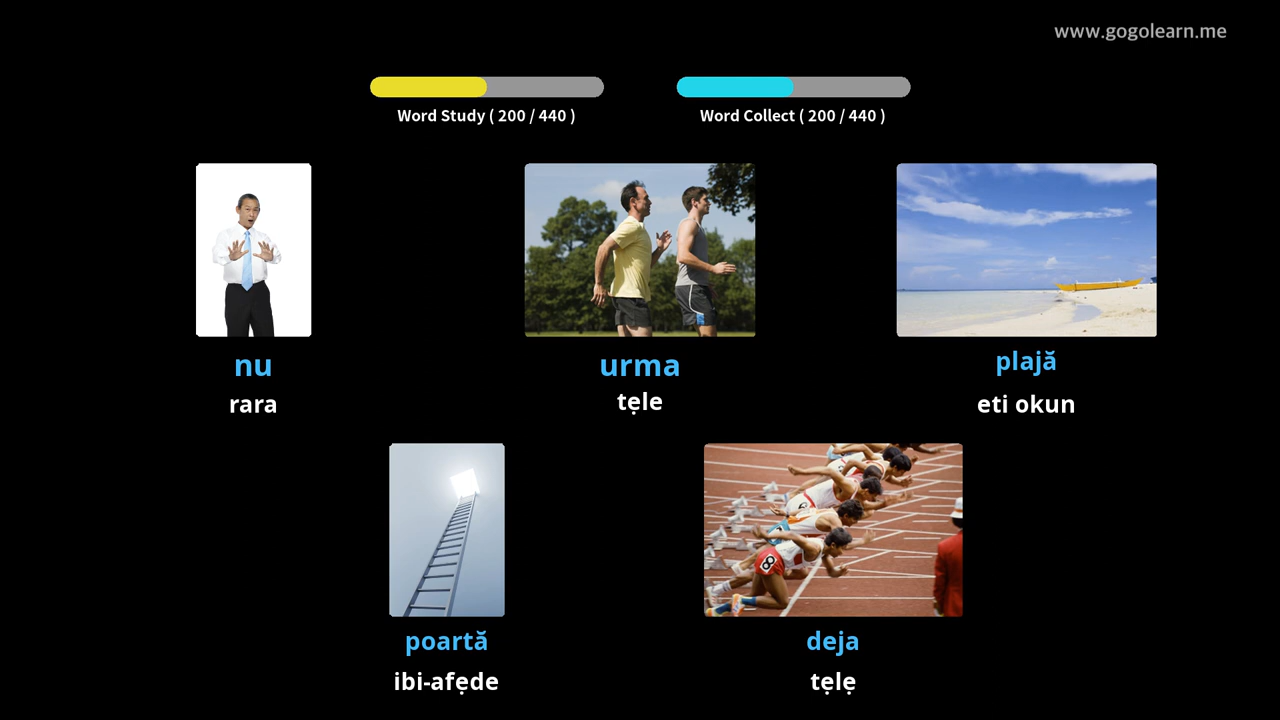 www.gogolearn.me
Word Study ( 200 / 440 )
Word Collect ( 200 / 440 )
nu
rara
urma
tẹle
plajă
eti okun
poartă
ibi-afẹde
deja
tẹlẹ